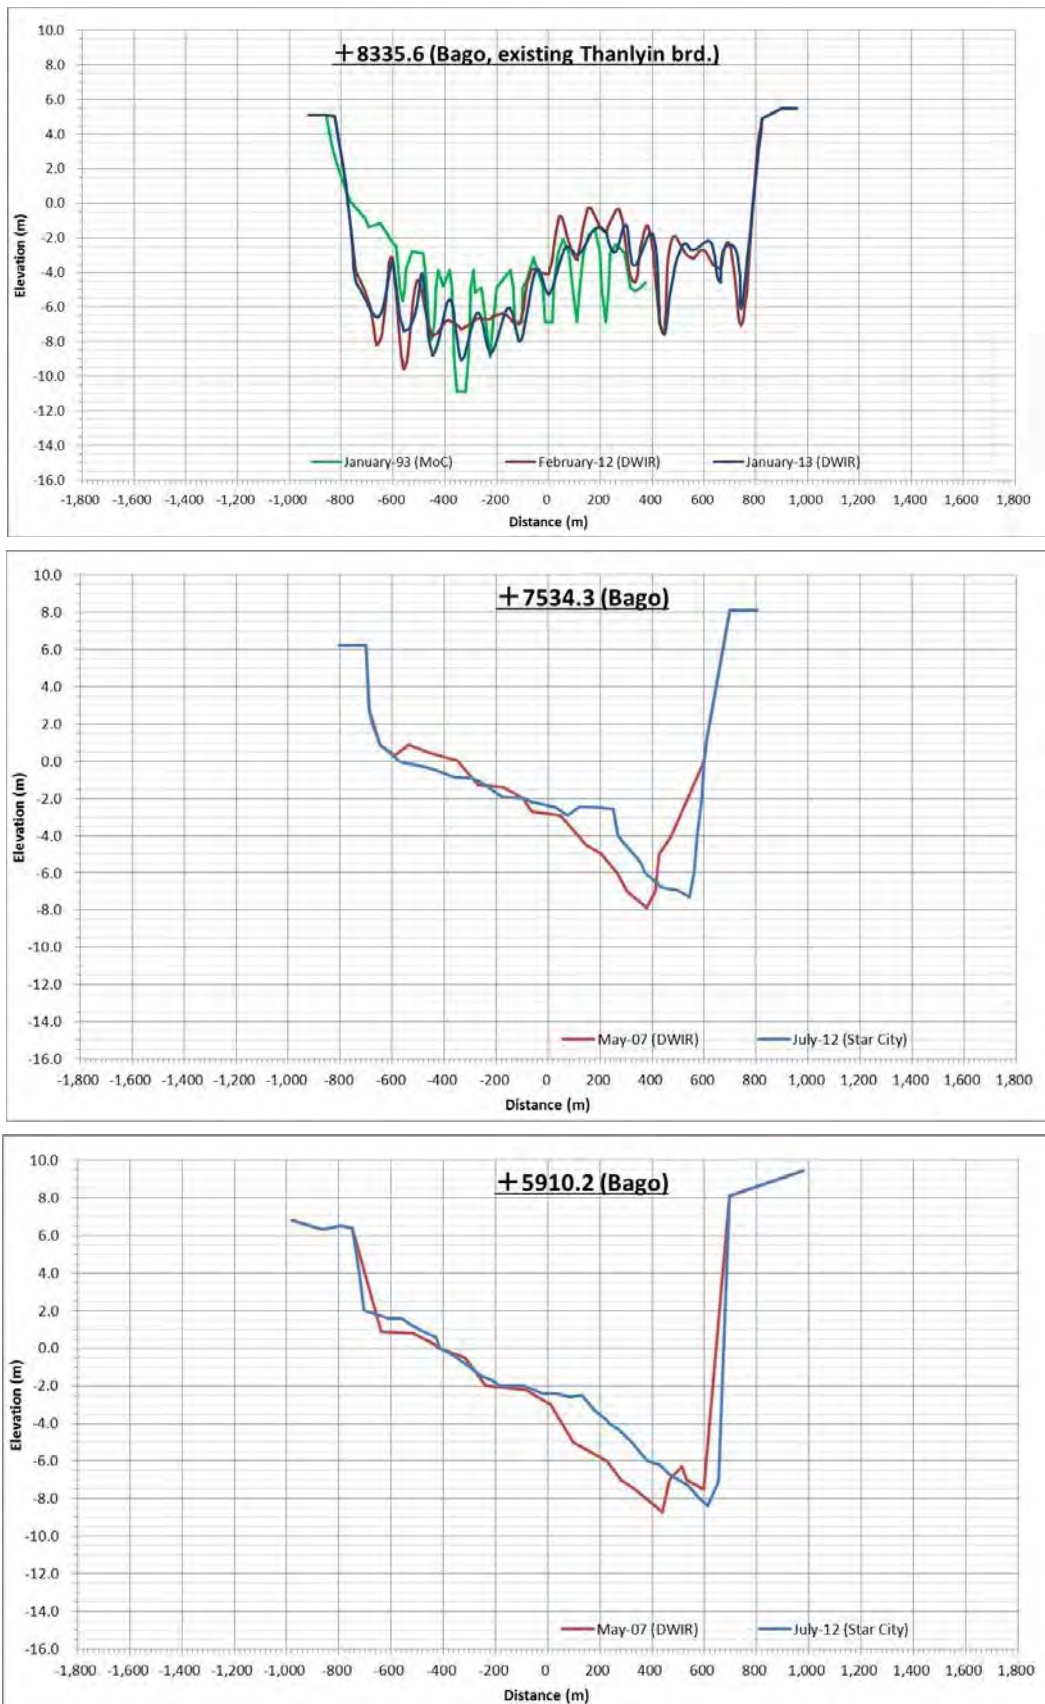 +8335.6 (Bago, existing Thanlyin brd.)
10.0
8.0
6.0
4.0
2.0
0.0
-2.0
-4.0
-6.0
-8.0
-10.0
-12.0
-14.0
-16.0
Elevation (m)
January-93 (MoC) February-12 (DWIR) January-13 (DWIR)
-1,800 -1,600 -1,400 -1,200 -1,000 -800 -600 -400 -200 0 200 400 600 800 1,000 1,200 1,400 1,600 1,800
Distance (m)
+7534.3 (Bago)
10.0
8.0
6.0
4.0
2.0
0.0
-2.0
-4.0
-6.0
-8.0
-10.0
-12.0
-14.0
-16.0
Elevation (m)
May-07 (DWIR) July-12 (Star City)
-1,800 -1,600 -1,400 -1,200 -1,000 -800 -600 -400 -200 0 200 400 600 800 1,000 1,200 1,400 1,600 1,800
Distance (m)
+5910.2 (Bago)
10.0
8.0
6.0
4.0
2.0
0.0
-2.0
-4.0
-6.0
-8.0
-10.0
-12.0
-14.0
-16.0
Elevation (m)
May-07 (DWIR) July-12 (Star City)
-1,800 -1,600 -1,400 -1,200 -1,000 -800 -600 -400 -200 0 200 400 600 800 1,000 1,200 1,400 1,600 1,800
Distance (m)